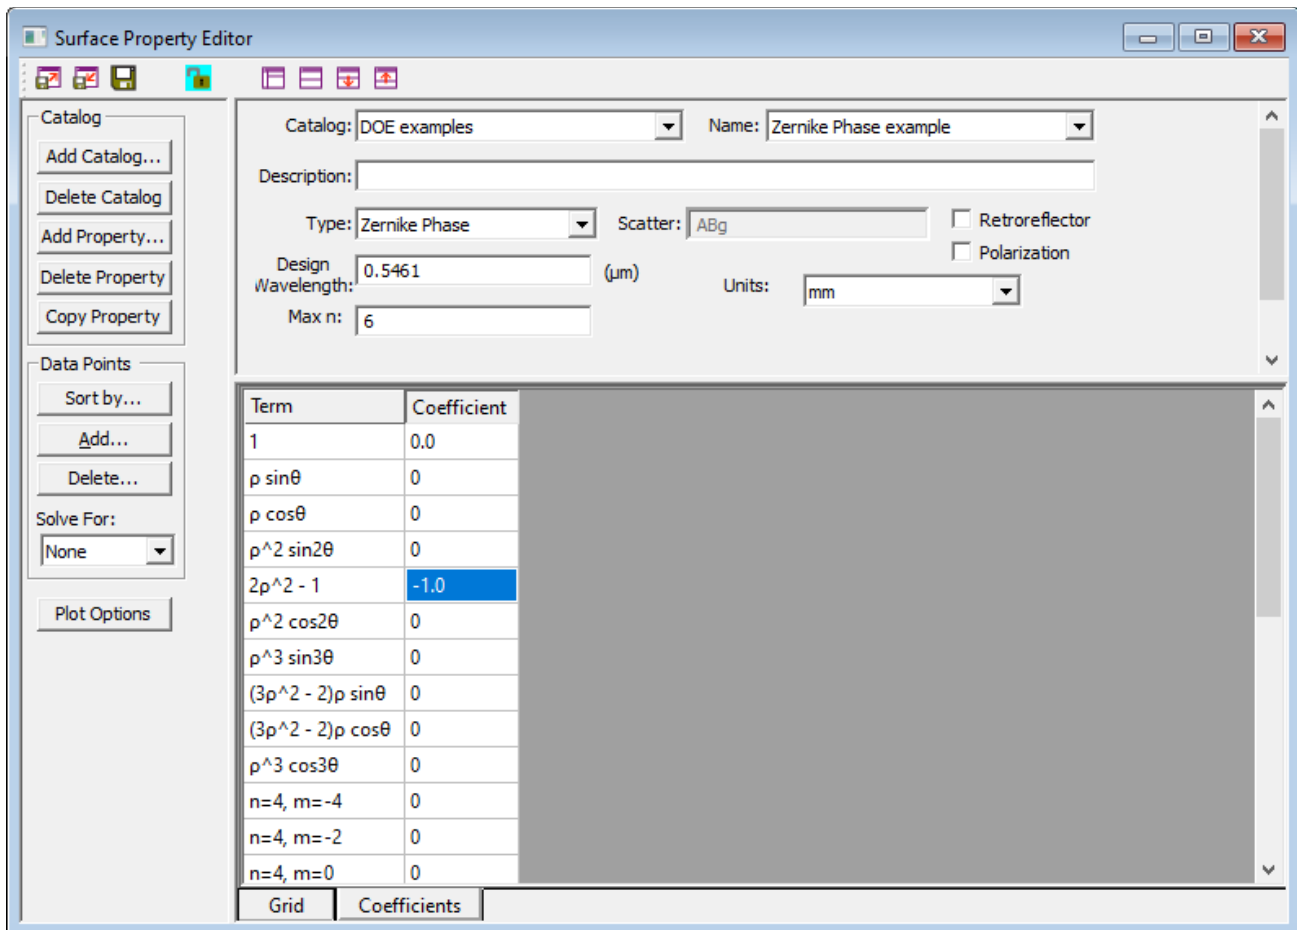 Surface Property Editor
Catalog
Add Catalog...
Delete Catalog
Add Property...
Delete Property
Copy Property
Data Points
Sort by...
Add...
Delete...
Solve For:
None
Plot Options
Catalog: DOE examples Name: Zernike Phase example
Description:
Type: Zernike Phase Scatter: ABg Retroreflector
Polarization
Design
Wavelength: 0.5461 (μm) Units: mm
Max n: 6
Term Coefficient
1 0.0
ρ sinθ 0
ρ cosθ 0
ρ^2 sin2θ 0
2ρ^2 - 1 -1.0
ρ^2 cos2θ 0
ρ^3 sin3θ 0
(3ρ^2 - 2)ρ sinθ 0
(3ρ^2 - 2)ρ cosθ 0
ρ^3 cos3θ 0
n=4, m=-4 0
n=4, m=-2 0
n=4, m=0 0
Grid Coefficients